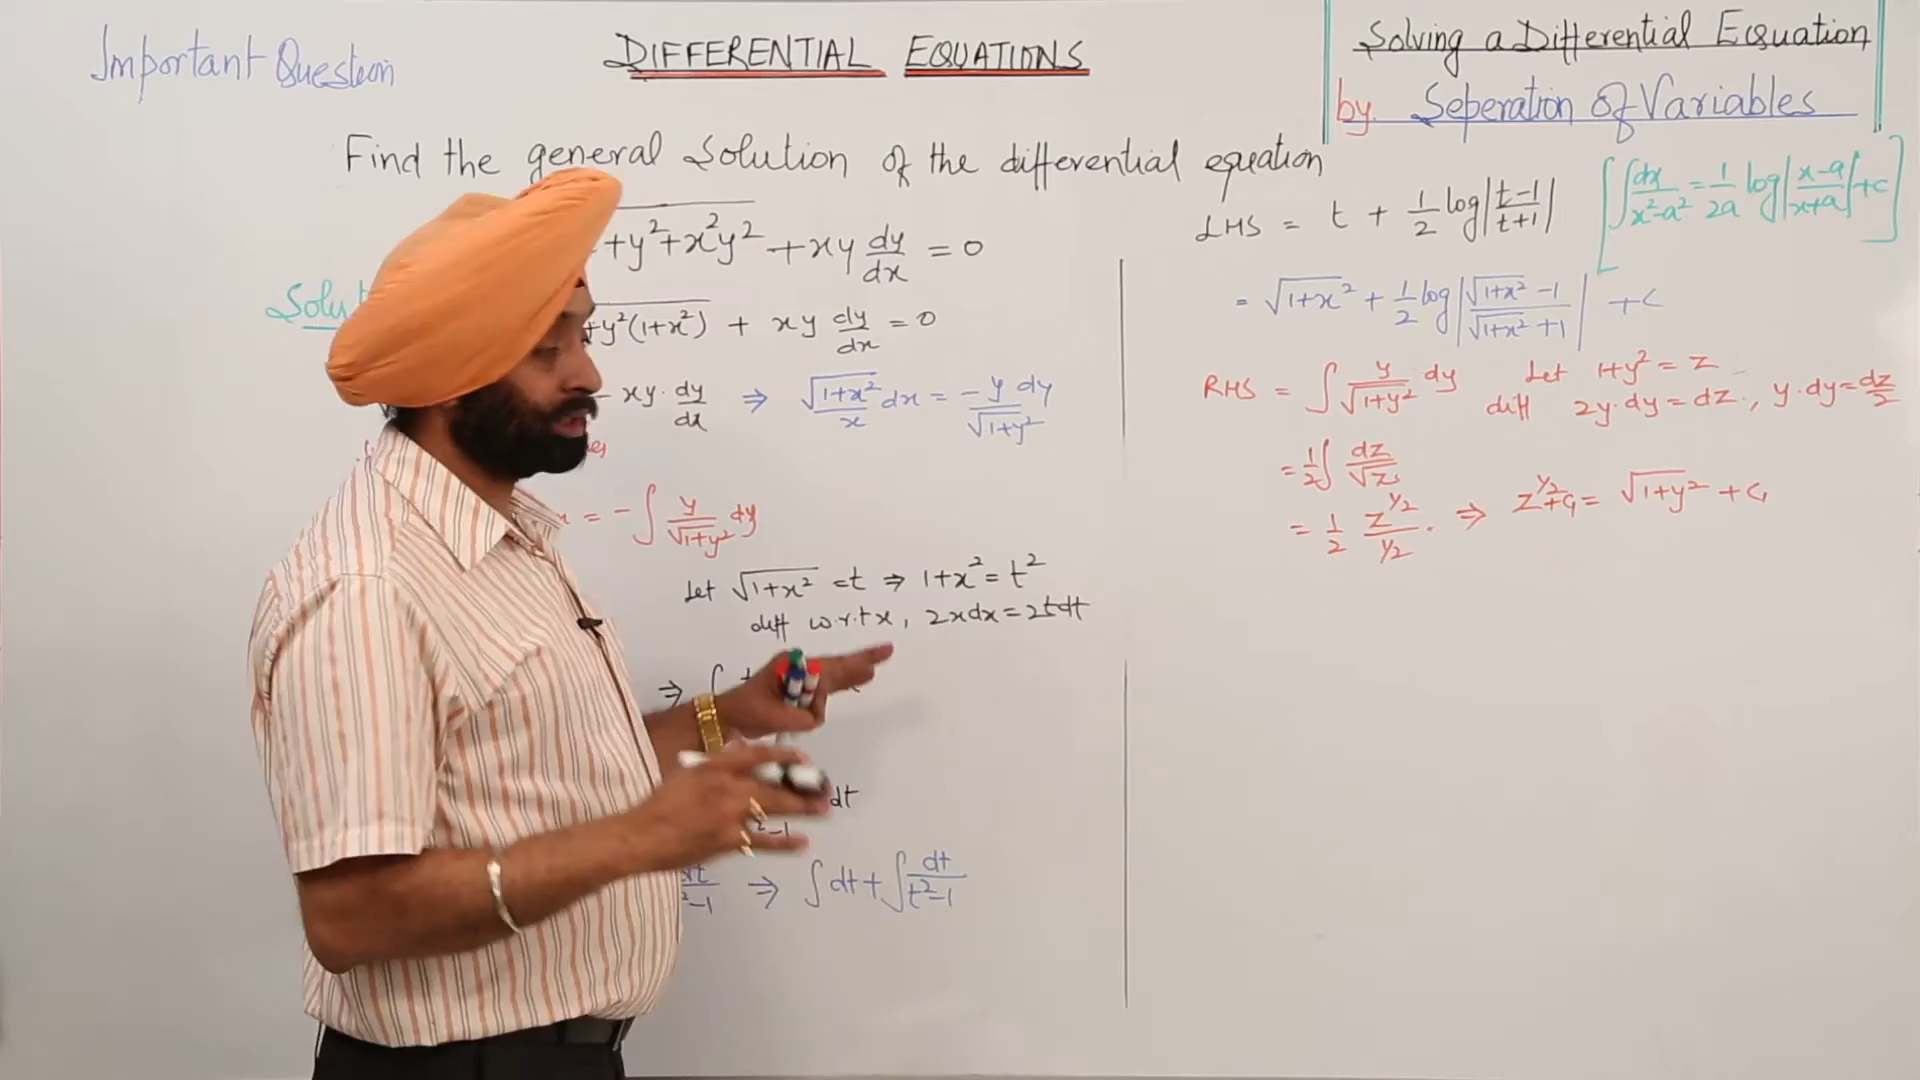 Important Question
DIFFERENTIAL EQUATIONS
Solving a Differential Equation
by. Seperation of Variables
Find the general Solution of the differential equation
+y²+x²y² + xy dy/dx = 0
Solut
+y²(1+x²) + xy dy/dx = 0
- xy. dy/dx ⇒ √1+x²/x dx = - y dy/√1+y²
= - ∫ y/√1+y² dy
Let √1+x² = t ⇒ 1+x² = t²
diff w.r.t x, 2xdx = 2tdt
⇒ ∫
dt
²-1
²-1 ⇒ ∫dt + ∫ dt/t²-1
LHS = t + 1/2 log|t-1/t+1| [∫ dx/x²-a² = 1/2a log|x-a/x+a| +c]
= √1+x² + 1/2 log|√1+x² -1/√1+x² +1| + C
RHS = ∫ y/√1+y² dy Let 1+y² = Z
diff 2y.dy = dZ., y.dy = dZ/2
= 1/2 ∫ dZ/√Z
= 1/2 Z^1/2/1/2 . ⇒ Z^1/2 +C₁ = √1+y² + C₁